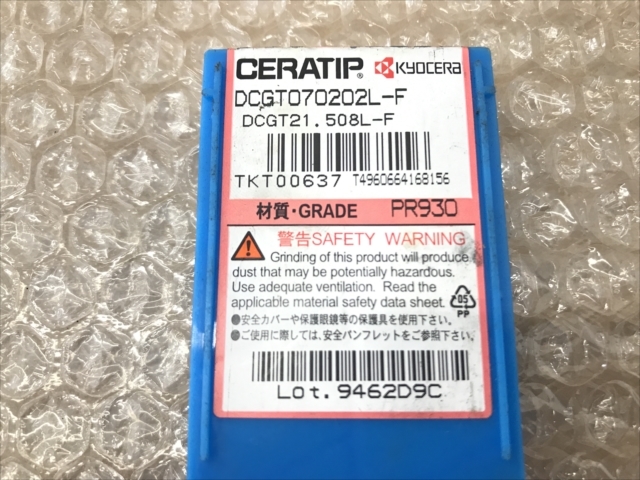 CERATIP® KYOCERA
DCGT070202L-F
DCGT21.508L-F
TKT00637 T4960664168156
材質・GRADE PR930
警告SAFETY WARNING
Grinding of this product will produce
dust that may be potentially hazardous.
Use adequate ventilation. Read the
applicable material safety data sheet.
●安全カバーや保護眼鏡等の保護具を使用下さい。
●ご使用に際しては、安全パンフレットをご参照下さい。
05
PP
Lot.9462D9C